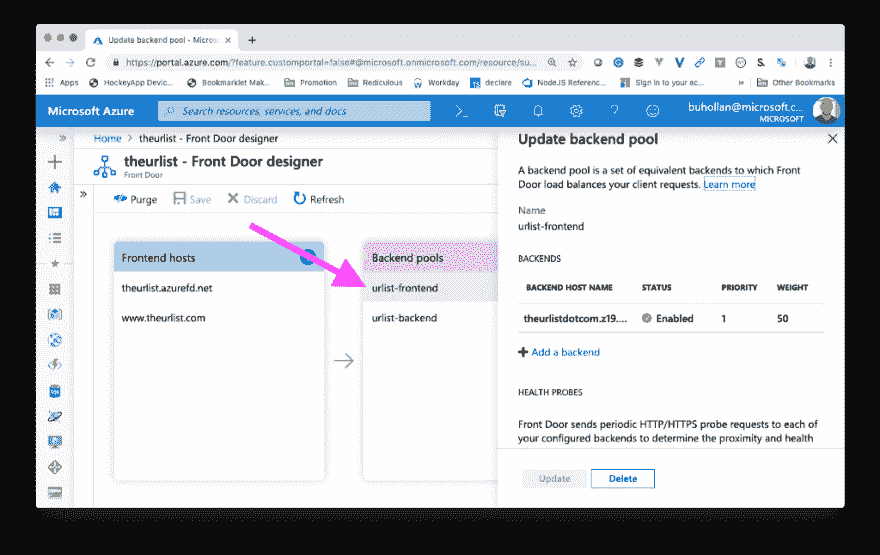 Update backend pool - Micros
https://portal.azure.com/?feature.customportal=false#@microsoft.onmicrosoft.com/resource/su...
Apps HockeyApp Devic... Bookmarklet Mak... Promotion Rediculous Workday declare NodeJS Referenc... Sign in to your ac... » Other Bookmarks
Microsoft Azure Search resources, services, and docs buhollan@microsoft.c...
MICROSOFT
Home > theurlist - Front Door designer
theurlist - Front Door designer
Front Door
Purge Save Discard Refresh
Frontend hosts
theurlist.azurefd.net
www.theurlist.com
Backend pools
urlist-frontend
urlist-backend
Update backend pool
A backend pool is a set of equivalent backends to which Front
Door load balances your client requests. Learn more
Name
urlist-frontend
BACKENDS
BACKEND HOST NAME STATUS PRIORITY WEIGHT
theurlistdotcom.z19.... Enabled 1 50
Add a backend
HEALTH PROBES
Front Door sends periodic HTTP/HTTPS probe requests to each of
your configured backends to determine the proximity and health
Update Delete